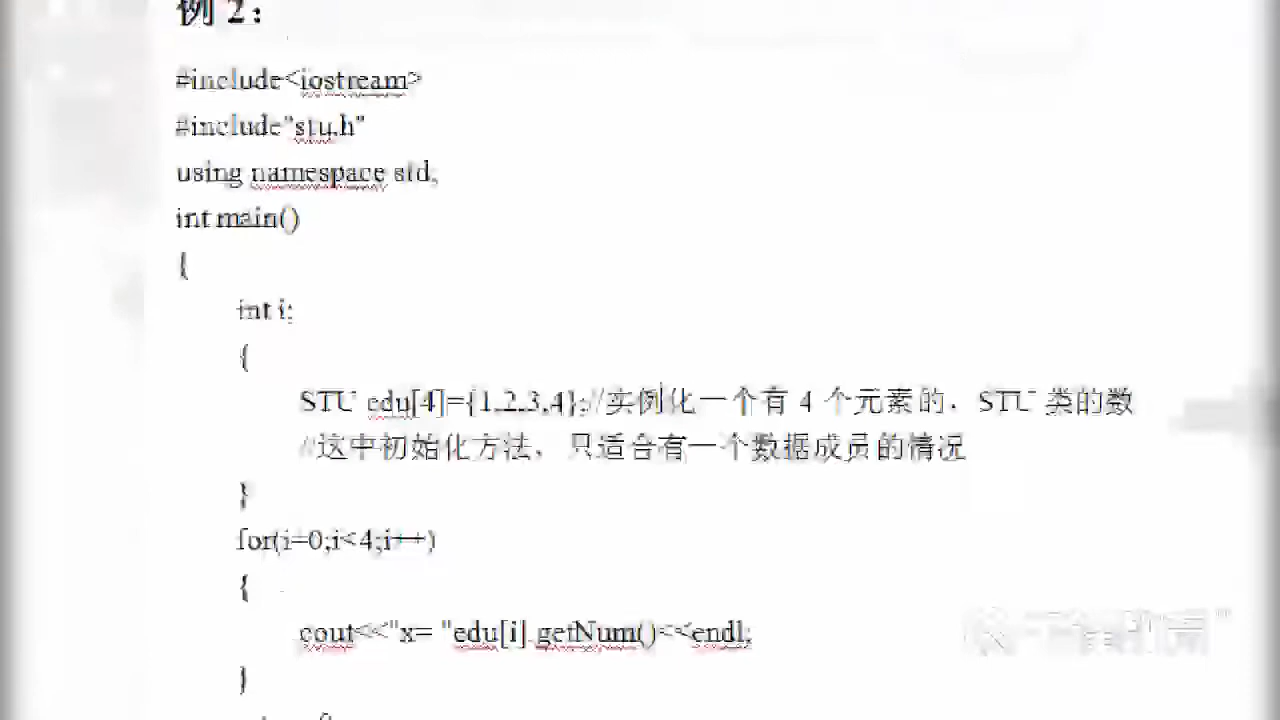 例 2：
#include<iostream>
#include"stu.h"
using namespace std;
int main()
{
int i;
{
STU edu[4]={1,2,3,4};//实例化一个有 4 个元素的，STU 类的数
//这中初始化方法，只适合有一个数据成员的情况
}
for(i=0;i<4;i++)
{
cout<<"x= "edu[i].getNum()<<endl;
}